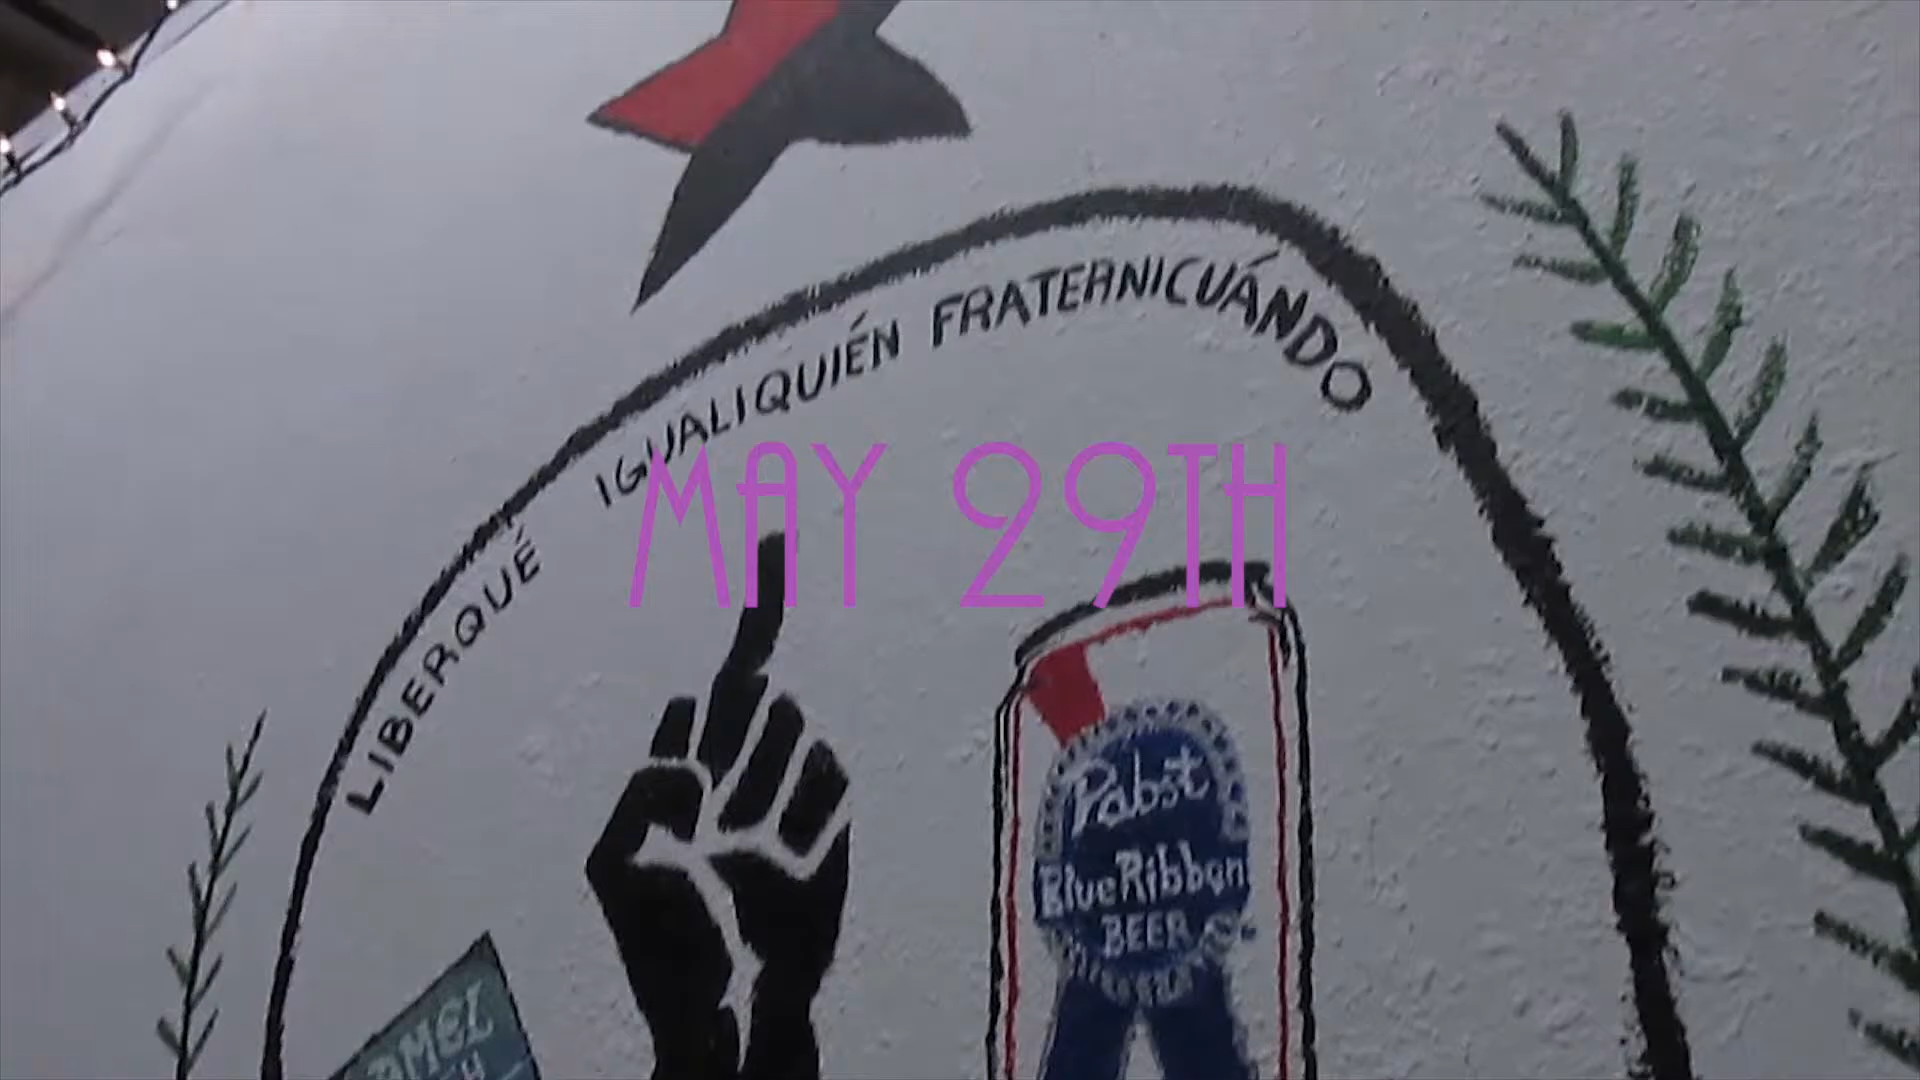 LIBERQUÉ IGUALIQUIÉN FRATERNICUÁNDO
MAY 29TH
Pabst
Blue Ribbon
BEER